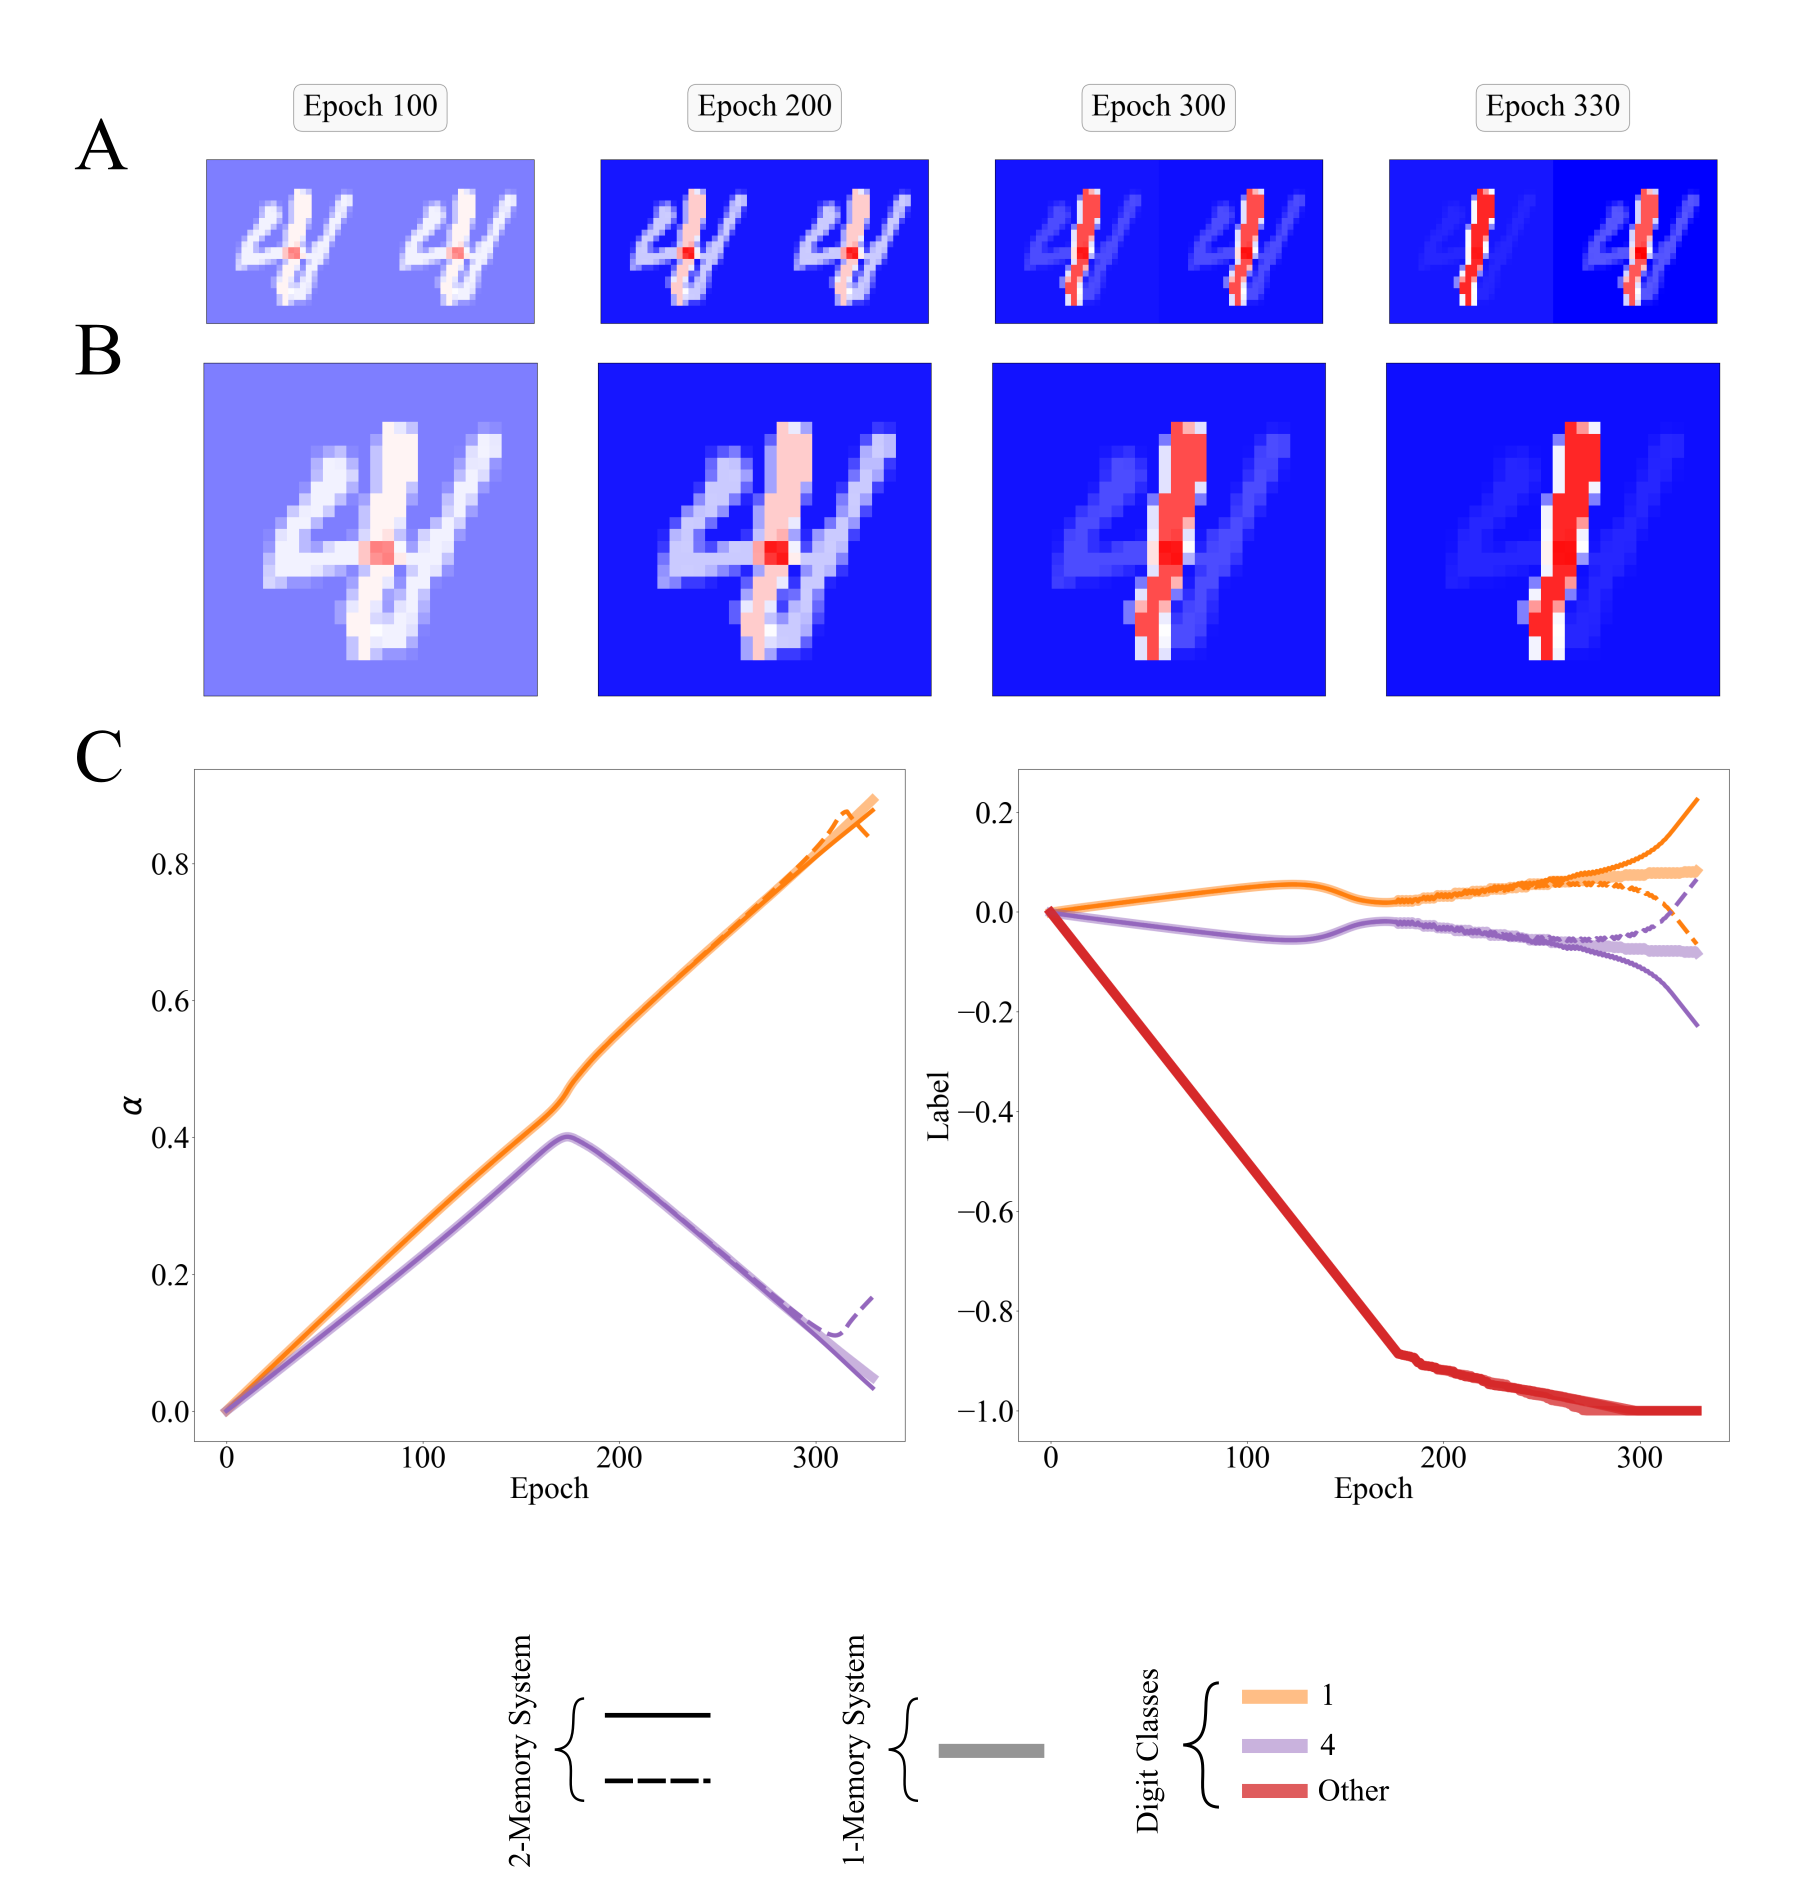 A
Epoch 100
Epoch 200
Epoch 300
Epoch 330
B
C
α
0.8
0.6
0.4
0.2
0.0
0
100
200
300
Epoch
Label
0.2
0.0
−0.2
−0.4
−0.6
−0.8
−1.0
0
100
200
300
Epoch
2-Memory System
1-Memory System
Digit Classes
1
4
Other